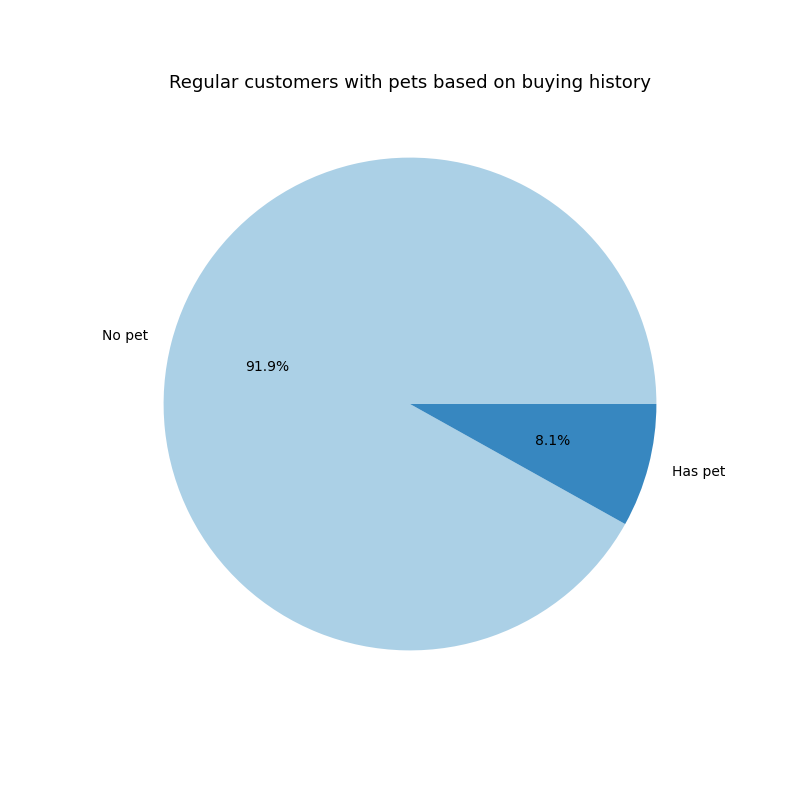 Regular customers with pets based on buying history
No pet
91.9%
8.1%
Has pet